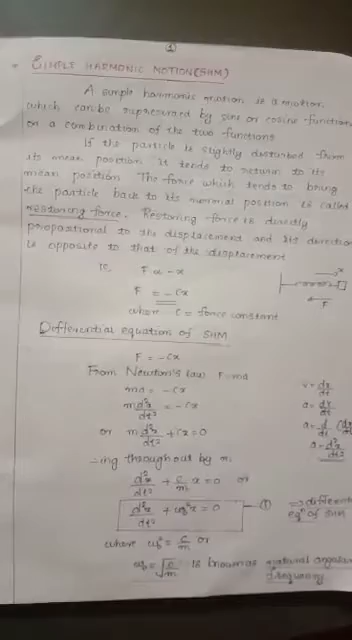 ①
SIMPLE HARMONIC MOTION(SHM)
A simple harmonic motion is a motion
which can be represented by sine or cosine function
or a combination of the two functions
If the particle is slightly disturbed from
its mean position it tends to return to its
mean position The force which tends to bring
the particle back to its normal position is called
restoring force. Restoring force is directly
proportional to the displacement and its direction
is opposite to that of the displacement
ie, F ∝ -x
F = -Cx
where C = force constant
x
F
Differential equation of SHM
F = -Cx
From Newton's law F=ma
ma = -Cx
v = dx/dt
m d²x/dt² = -Cx
a = dv/dt
or m d²x/dt² + Cx = 0
a = d/dt (dx
÷ing throughout by m,
a = d²x/dt²
d²x/dt² + C/m x = 0 or
d²x/dt² + ω₀²x = 0 — ①
⇒ different
eqⁿ of SHM
where ω₀² = C/m or
ω₀ = √C/m is known as natural angular
frequency